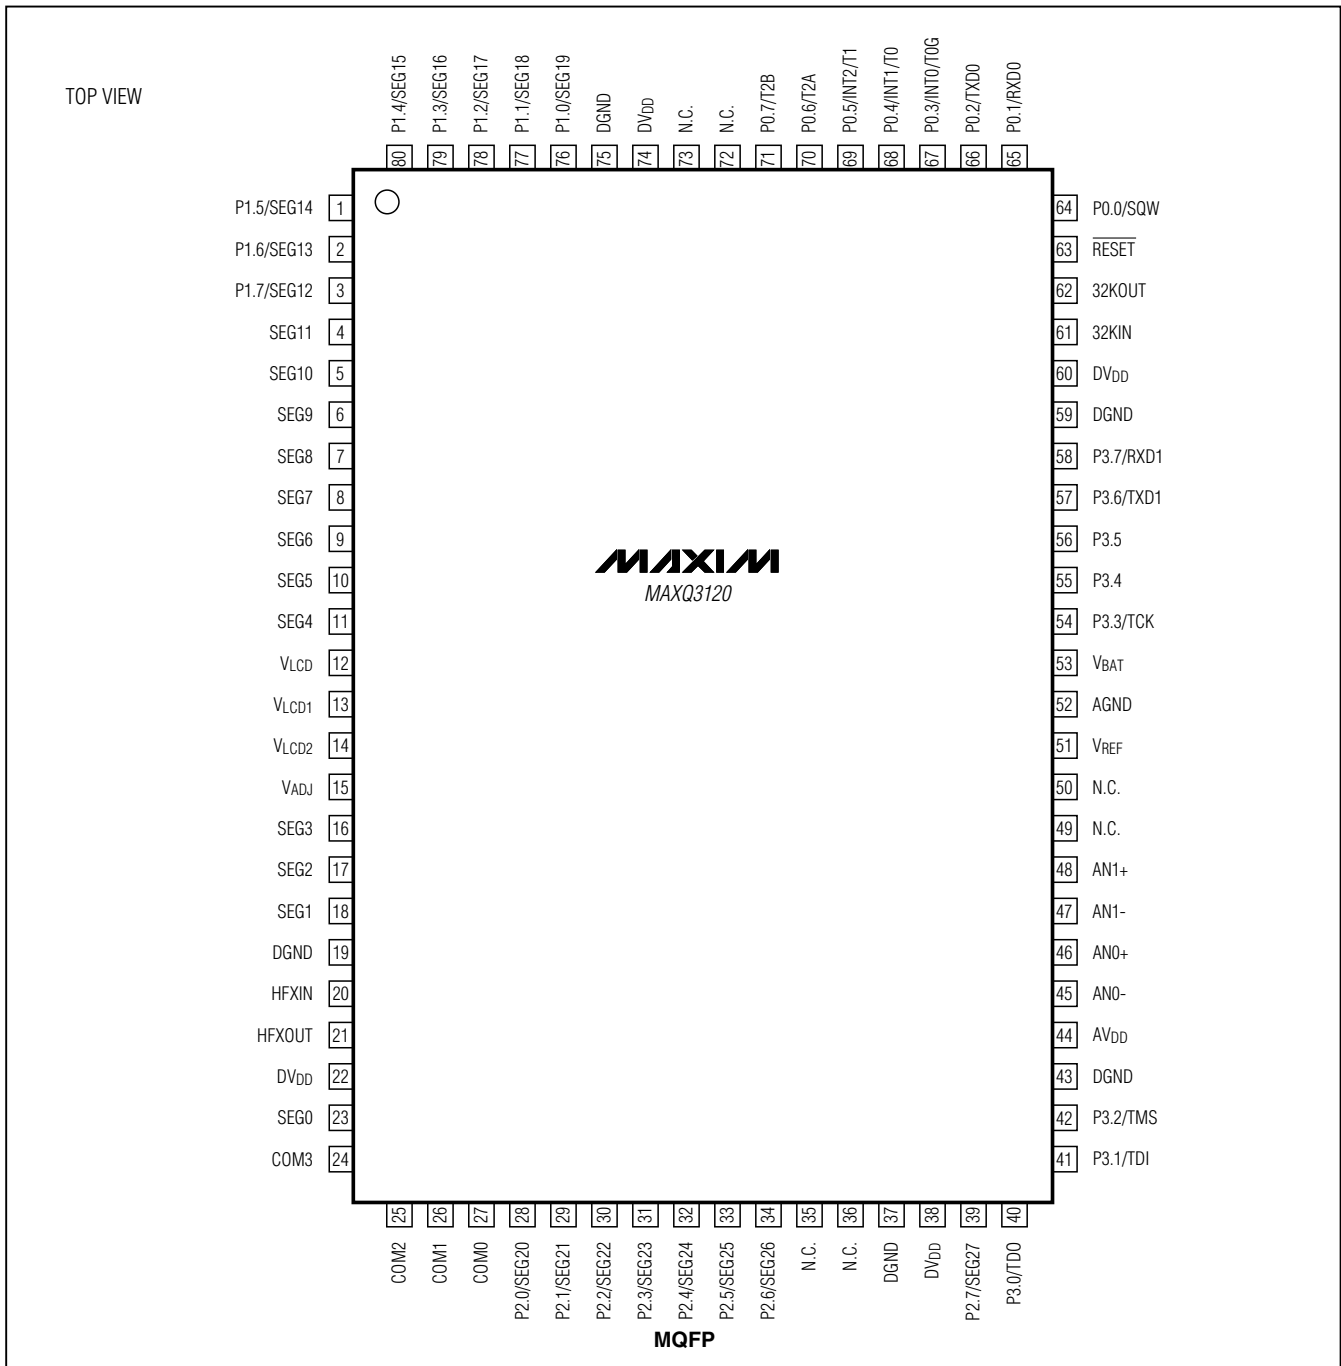 TOP VIEW
P1.4/SEG15
P1.3/SEG16
P1.2/SEG17
P1.1/SEG18
P1.0/SEG19
DGND
DVDD
N.C.
N.C.
P0.7/T2B
P0.6/T2A
P0.5/INT2/T1
P0.4/INT1/T0
P0.3/INT0/T0G
P0.2/TXD0
P0.1/RXD0
80 79 78 77 76 75 74 73 72 71 70 69 68 67 66 65
P1.5/SEG14 1
P1.6/SEG13 2
P1.7/SEG12 3
SEG11 4
SEG10 5
SEG9 6
SEG8 7
SEG7 8
SEG6 9
SEG5 10
SEG4 11
VLCD 12
VLCD1 13
VLCD2 14
VADJ 15
SEG3 16
SEG2 17
SEG1 18
DGND 19
HFXIN 20
HFXOUT 21
DVDD 22
SEG0 23
COM3 24
MAXIM
MAXQ3120
64 P0.0/SQW
63 RESET
62 32KOUT
61 32KIN
60 DVDD
59 DGND
58 P3.7/RXD1
57 P3.6/TXD1
56 P3.5
55 P3.4
54 P3.3/TCK
53 VBAT
52 AGND
51 VREF
50 N.C.
49 N.C.
48 AN1+
47 AN1-
46 AN0+
45 AN0-
44 AVDD
43 DGND
42 P3.2/TMS
41 P3.1/TDI
25 26 27 28 29 30 31 32 33 34 35 36 37 38 39 40
COM2
COM1
COM0
P2.0/SEG20
P2.1/SEG21
P2.2/SEG22
P2.3/SEG23
P2.4/SEG24
P2.5/SEG25
P2.6/SEG26
N.C.
N.C.
DGND
DVDD
P2.7/SEG27
P3.0/TD0
MQFP